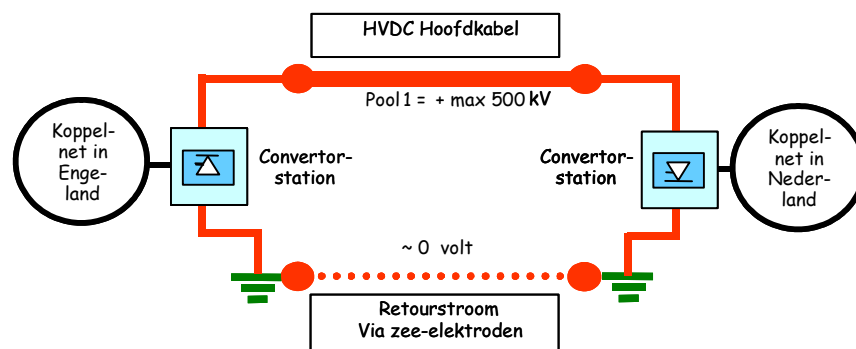 HVDC Hoofdkabel
Pool 1 = + max 500 kV
Koppel-
net in
Enge-
land
Convertor-
station
Convertor-
station
Koppel-
net in
Neder-
land
~ 0 volt
Retourstroom
Via zee-elektroden